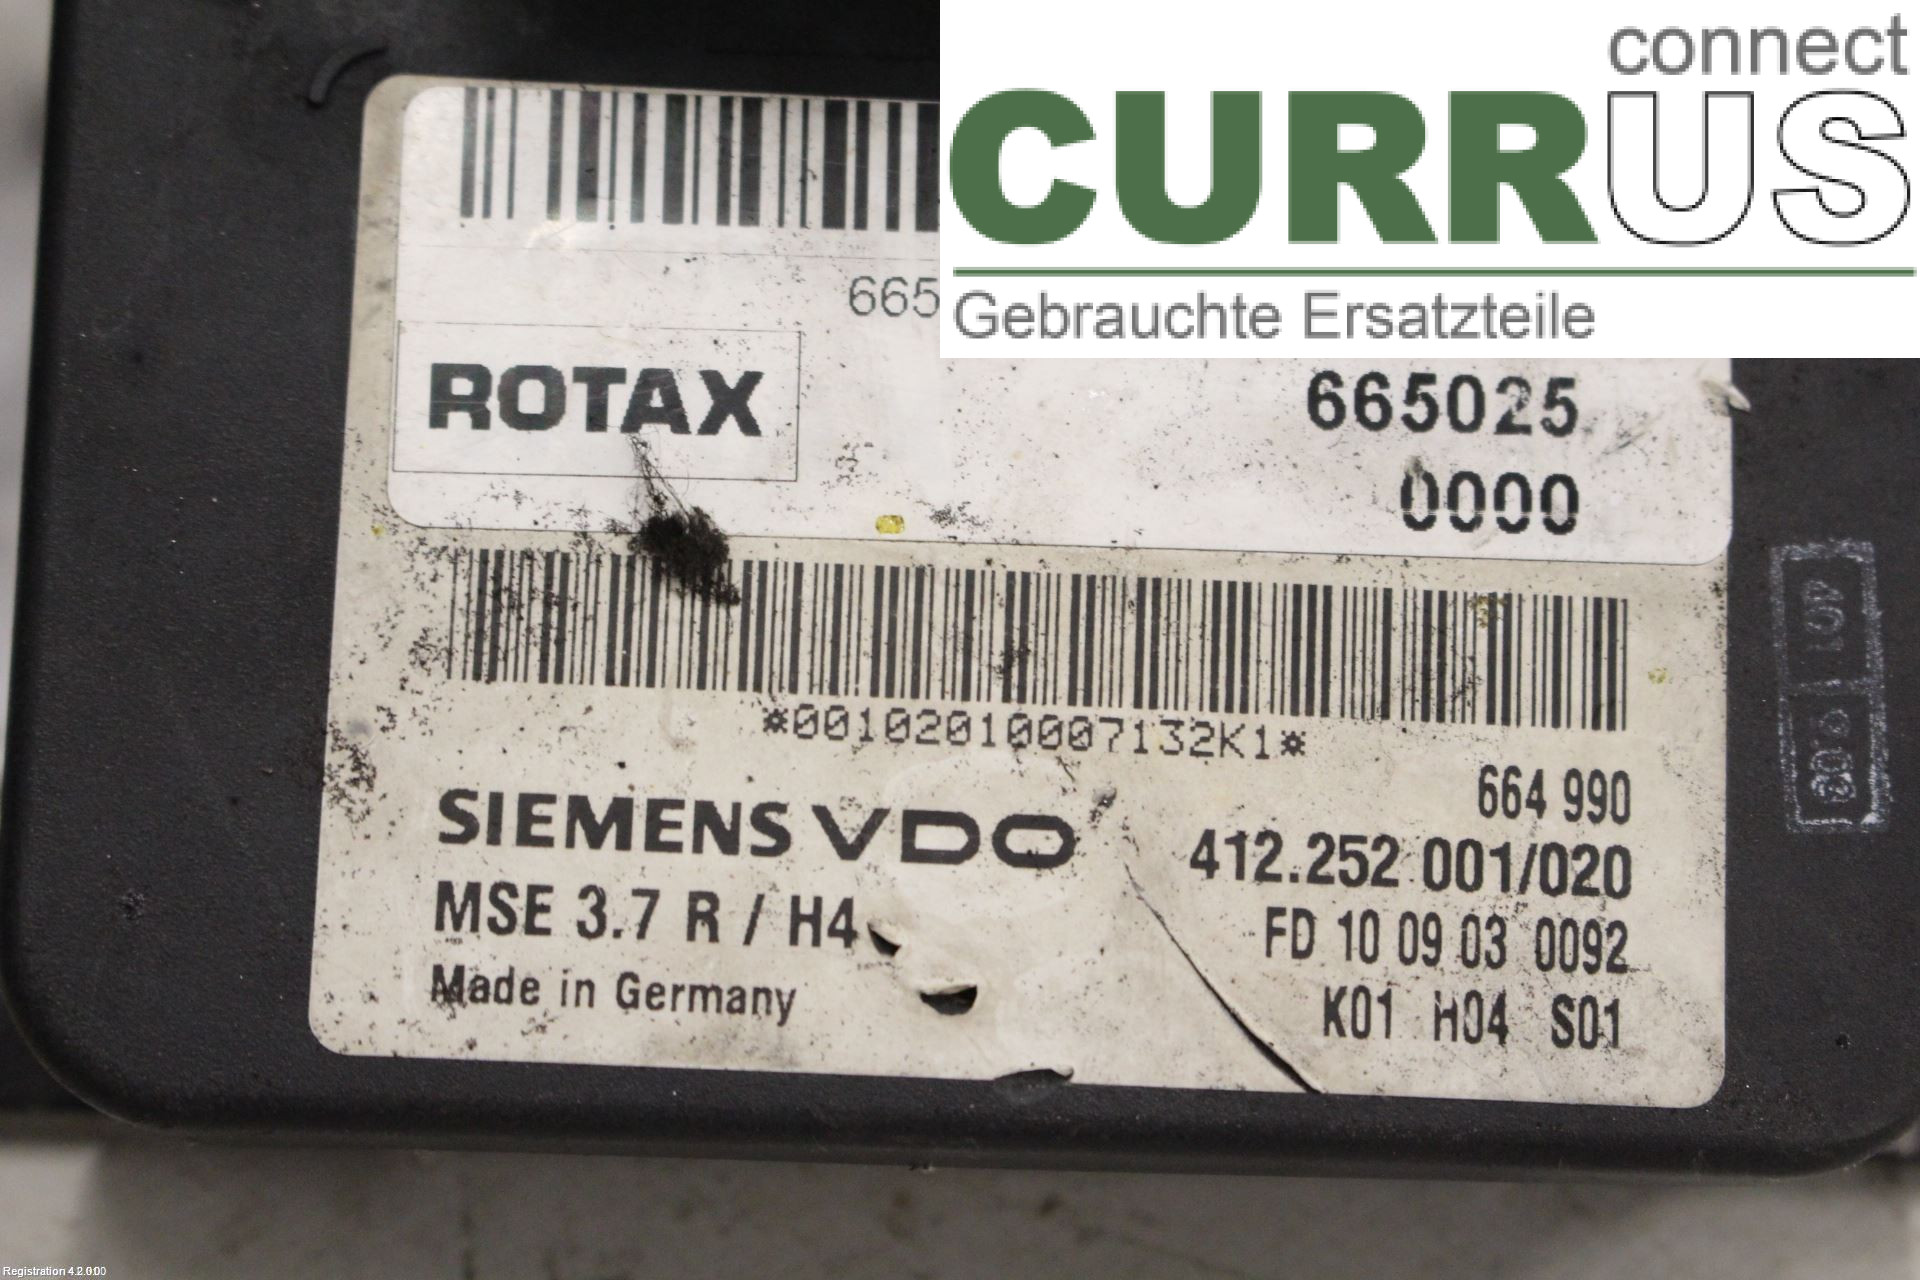 connect
CURRUS
Gebrauchte Ersatzteile
665
ROTAX
665025
0000
*00102010007132K1*
664 990
SIEMENS VDO
412.252 001/020
MSE 3.7 R / H4
FD 10 09 03 0092
Made in Germany
K01 H04 S01
Registration 4.2.0.00